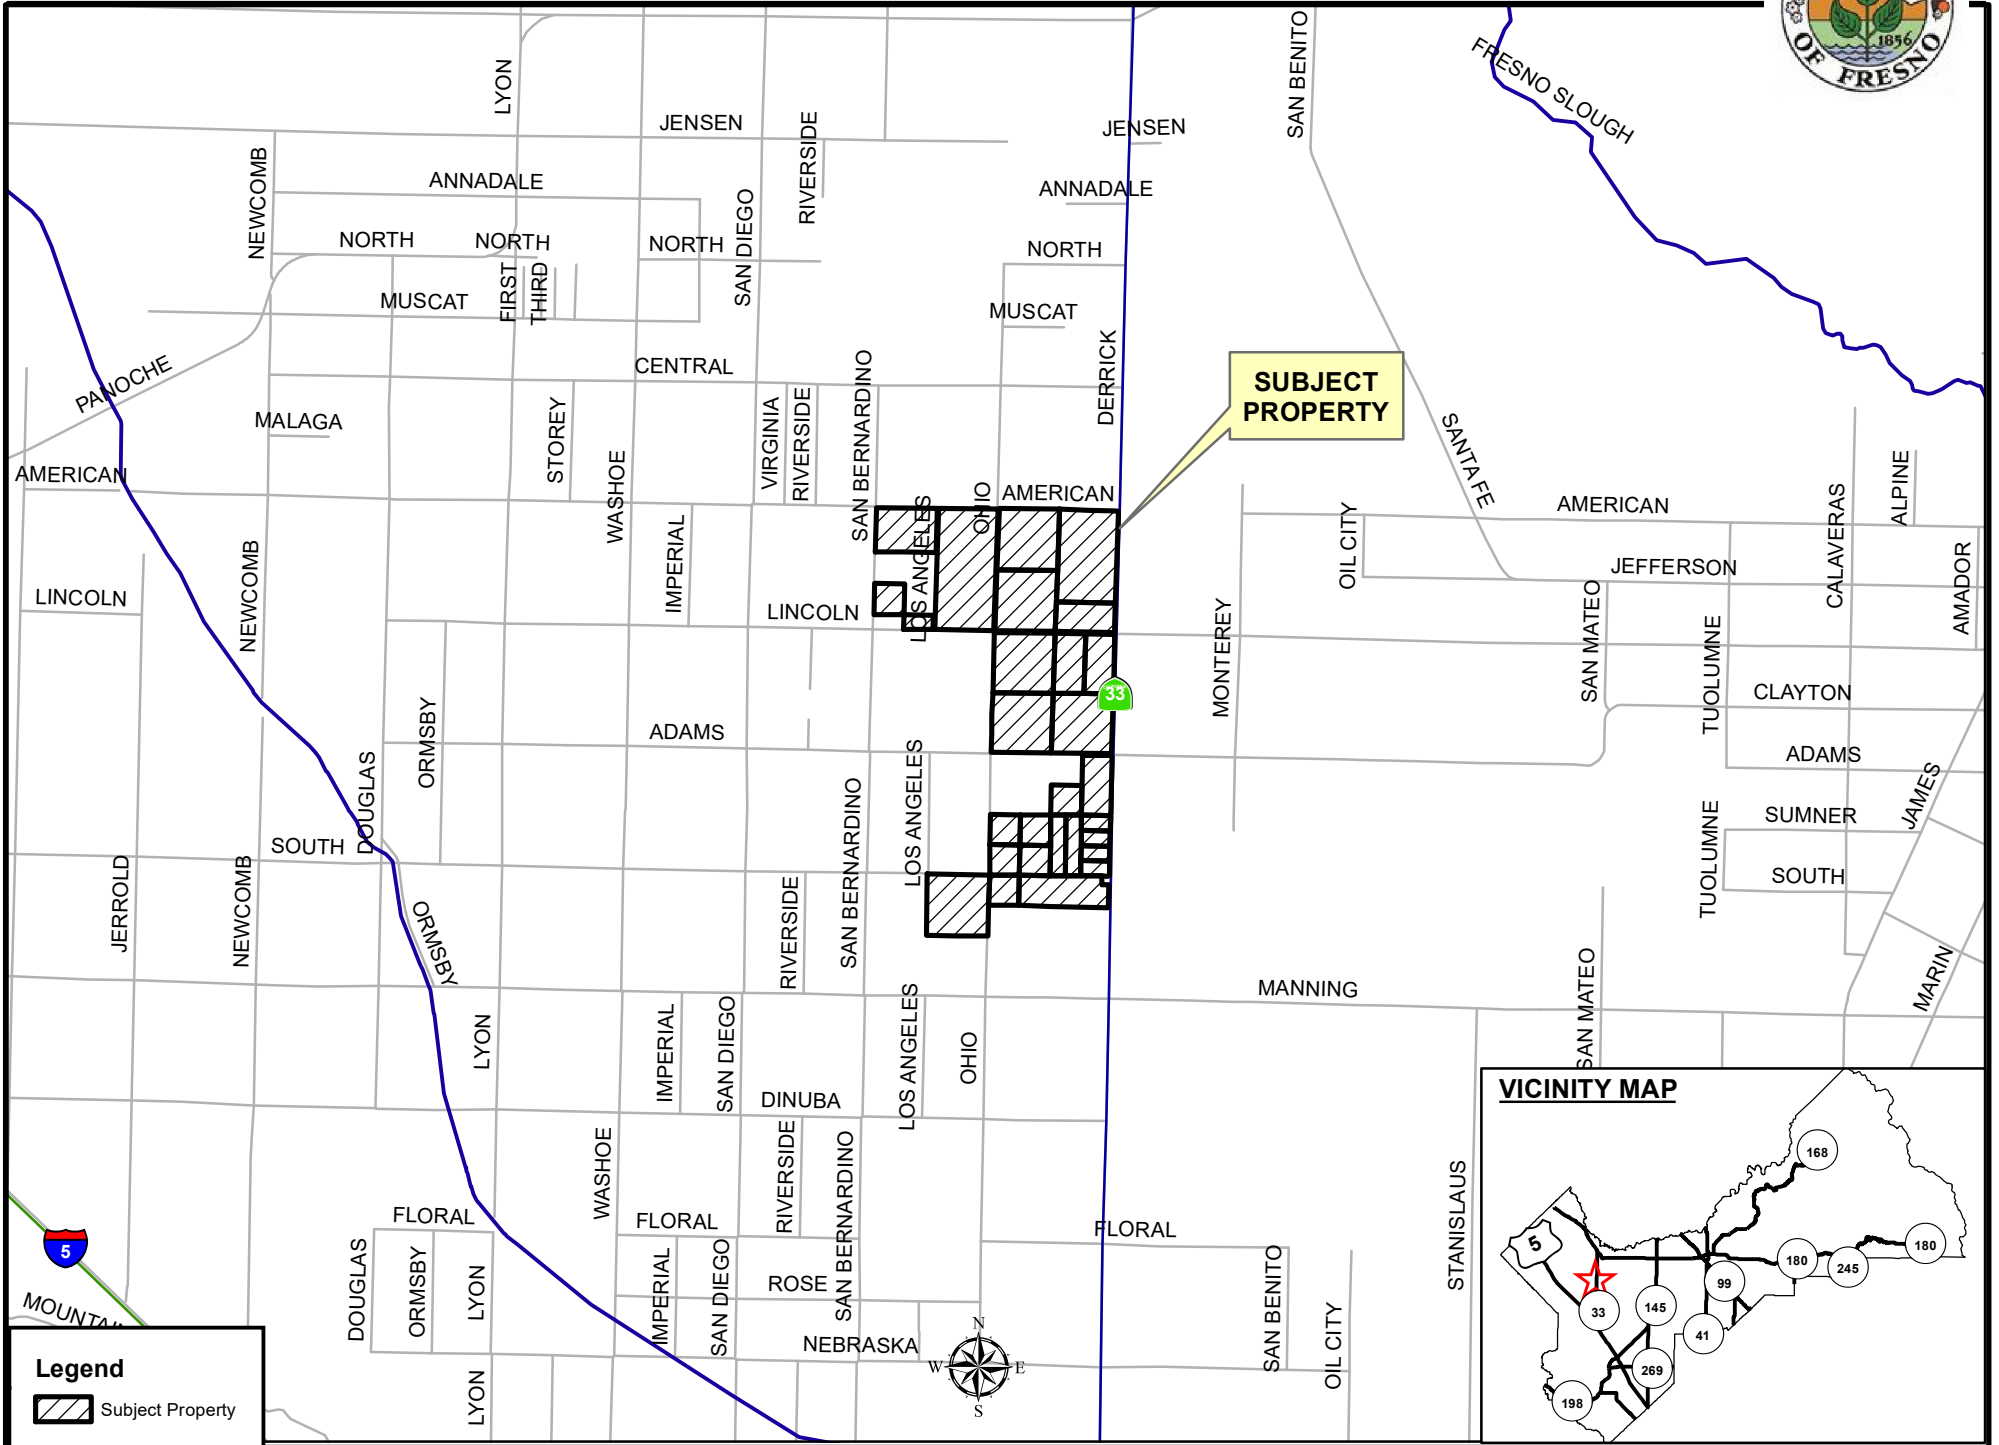 1856
OF FRESNO
LYON
SAN BENITO
FRESNO SLOUGH
JENSEN
JENSEN
RIVERSIDE
NEWCOMB
ANNADALE
ANNADALE
SAN DIEGO
NORTH
NORTH
NORTH
NORTH
FIRST
THIRD
MUSCAT
MUSCAT
DERRICK
PANOCHE
CENTRAL
SAN BERNARDINO
SUBJECT
PROPERTY
MALAGA
STOREY
VIRGINIA
RIVERSIDE
SANTA FE
WASHOE
AMERICAN
AMERICAN
AMERICAN
OHIO
LOS ANGELES
IMPERIAL
OIL CITY
CALAVERAS
ALPINE
AMADOR
JEFFERSON
NEWCOMB
LINCOLN
LINCOLN
MONTEREY
SAN MATEO
TUOLUMNE
33
CLAYTON
ORMSBY
DOUGLAS
ADAMS
ADAMS
LOS ANGELES
SAN BERNARDINO
JAMES
SUMNER
TUOLUMNE
SOUTH
SOUTH
JERROLD
NEWCOMB
ORMSBY
RIVERSIDE
MARIN
SAN MATEO
MANNING
LYON
IMPERIAL
SAN DIEGO
LOS ANGELES
OHIO
DINUBA
WASHOE
RIVERSIDE
SAN BERNARDINO
STANISLAUS
FLORAL
FLORAL
FLORAL
5
DOUGLAS
ORMSBY
LYON
IMPERIAL
SAN DIEGO
ROSE
SAN BENITO
OIL CITY
NEBRASKA
LYON
N
W
E
S
Legend
Subject Property
VICINITY MAP
168
5
180
180
245
99
33
145
41
269
198